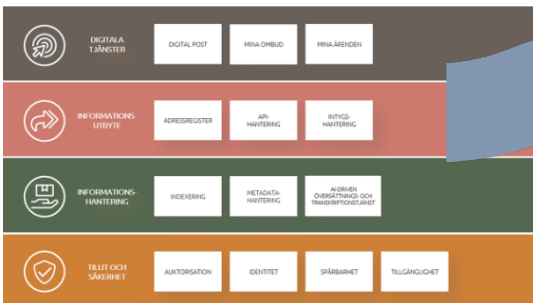 DIGITALA
TJÄNSTER
DIGITAL POST
MINA OMBUD
MINA ÄRENDEN
INFORMATIONS-
UTBYTE
ADRESSREGISTER
API-
HANTERING
INTYGS-
HANTERING
INFORMATIONS-
HANTERING
INDEXERING
METADATA-
HANTERING
AI-DRIVEN
ÖVERSÄTTNINGS- OCH
TRANSKRIPTIONSTJÄNST
TILLIT OCH
SÄKERHET
AUKTORISATION
IDENTITET
SPÅRBARHET
TILLGÄNGLIGHET